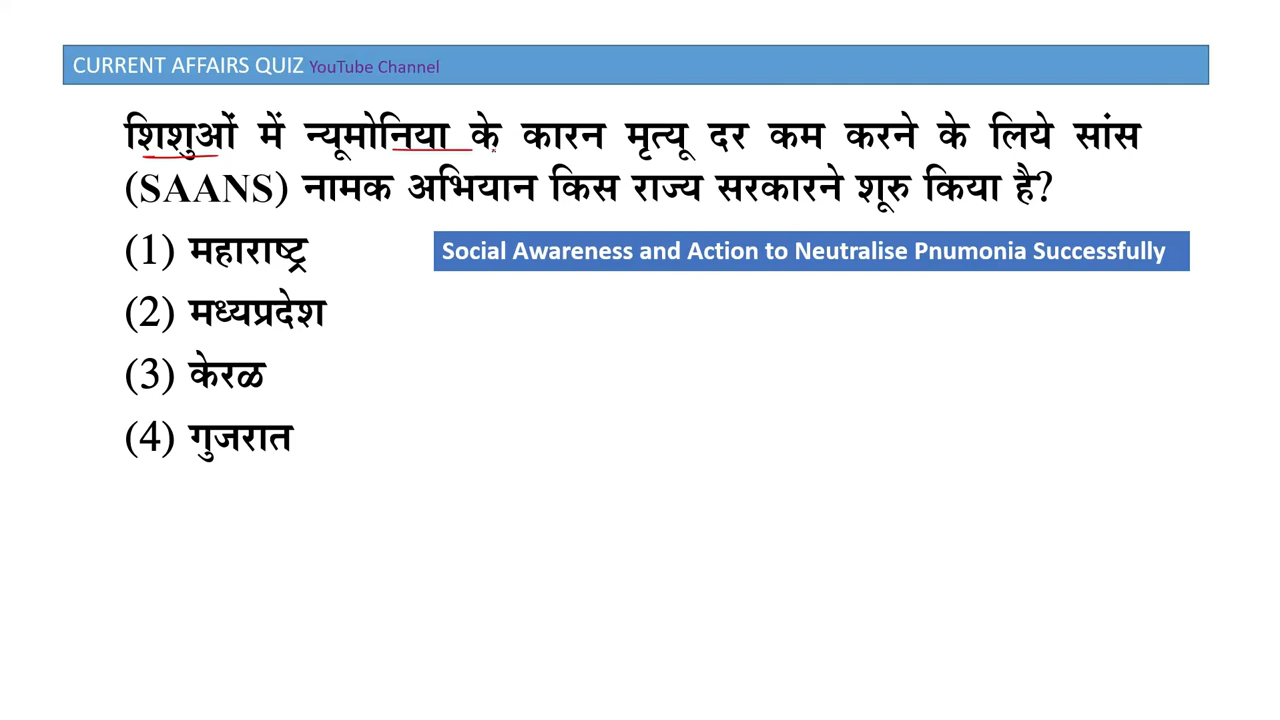 CURRENT AFFAIRS QUIZ YouTube Channel
शिशुओं में न्यूमोनिया के कारन मृत्यू दर कम करने के लिये सांस
(SAANS) नामक अभियान किस राज्य सरकारने शूरु किया है?
(1) महाराष्ट्र
Social Awareness and Action to Neutralise Pnumonia Successfully
(2) मध्यप्रदेश
(3) केरळ
(4) गुजरात